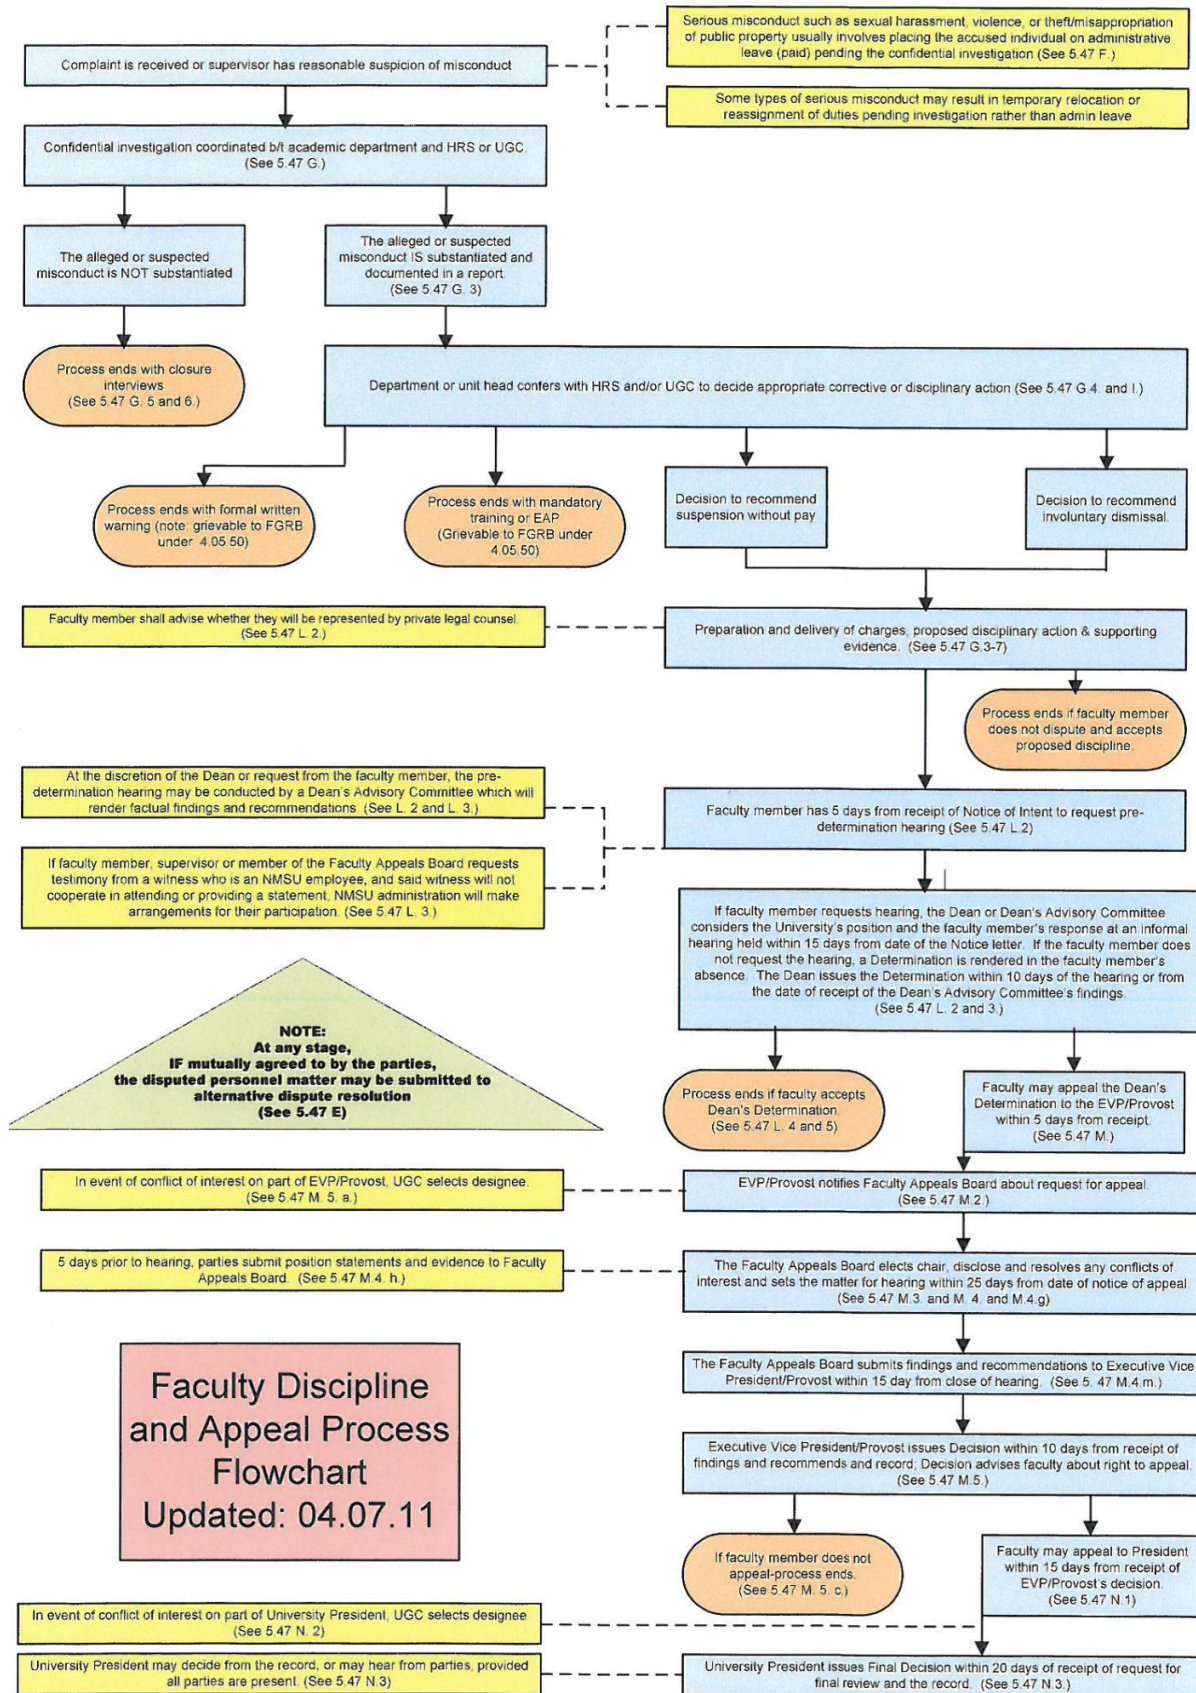 Serious misconduct such as sexual harassment, violence, or theft/misappropriation
of public property usually involves placing the accused individual on administrative
leave (paid) pending the confidential investigation (See 5.47 F.)
Complaint is received or supervisor has reasonable suspicion of misconduct
Some types of serious misconduct may result in temporary relocation or
reassignment of duties pending investigation rather than admin leave
Confidential investigation coordinated b/t academic department and HRS or UGC.
(See 5.47 G.)
The alleged or suspected
misconduct is NOT substantiated
The alleged or suspected
misconduct IS substantiated and
documented in a report.
(See 5.47 G. 3)
Process ends with closure
interviews
(See 5.47 G. 5 and 6.)
Department or unit head confers with HRS and/or UGC to decide appropriate corrective or disciplinary action (See 5.47 G.4. and I.)
Process ends with formal written
warning (note: grievable to FGRB
under 4.05.50)
Process ends with mandatory
training or EAP
(Grievable to FGRB under
4.05.50)
Decision to recommend
suspension without pay
Decision to recommend
involuntary dismissal.
Faculty member shall advise whether they will be represented by private legal counsel.
(See 5.47 L. 2.)
Preparation and delivery of charges, proposed disciplinary action & supporting
evidence. (See 5.47 G.3-7)
Process ends if faculty member
does not dispute and accepts
proposed discipline.
At the discretion of the Dean or request from the faculty member, the pre-
determination hearing may be conducted by a Dean's Advisory Committee which will
render factual findings and recommendations. (See L. 2 and L. 3.)
Faculty member has 5 days from receipt of Notice of Intent to request pre-
determination hearing (See 5.47 L.2)
If faculty member, supervisor or member of the Faculty Appeals Board requests
testimony from a witness who is an NMSU employee, and said witness will not
cooperate in attending or providing a statement, NMSU administration will make
arrangements for their participation. (See 5.47 L. 3.)
If faculty member requests hearing, the Dean or Dean's Advisory Committee
considers the University's position and the faculty member's response at an informal
hearing held within 15 days from date of the Notice letter. If the faculty member does
not request the hearing, a Determination is rendered in the faculty member's
absence. The Dean issues the Determination within 10 days of the hearing or from
the date of receipt of the Dean's Advisory Committee's findings.
(See 5.47 L. 2 and 3.)
NOTE:
At any stage,
IF mutually agreed to by the parties,
the disputed personnel matter may be submitted to
alternative dispute resolution
(See 5.47 E)
Process ends if faculty accepts
Dean's Determination.
(See 5.47 L. 4 and 5)
Faculty may appeal the Dean's
Determination to the EVP/Provost
within 5 days from receipt.
(See 5.47 M.)
In event of conflict of interest on part of EVP/Provost, UGC selects designee.
(See 5.47 M. 5. a.)
EVP/Provost notifies Faculty Appeals Board about request for appeal.
(See 5.47 M.2.)
5 days prior to hearing, parties submit position statements and evidence to Faculty
Appeals Board. (See 5.47 M.4. h.)
The Faculty Appeals Board elects chair, disclose and resolves any conflicts of
interest and sets the matter for hearing within 25 days from date of notice of appeal.
(See 5.47 M.3. and M. 4. and M.4.g)
The Faculty Appeals Board submits findings and recommendations to Executive Vice
President/Provost within 15 day from close of hearing. (See 5. 47 M.4.m.)
Faculty Discipline
and Appeal Process
Flowchart
Updated: 04.07.11
Executive Vice President/Provost issues Decision within 10 days from receipt of
findings and recommends and record; Decision advises faculty about right to appeal.
(See 5.47 M.5.)
If faculty member does not
appeal-process ends.
(See 5.47 M. 5. c.)
Faculty may appeal to President
within 15 days from receipt of
EVP/Provost's decision.
(See 5.47 N.1)
In event of conflict of interest on part of University President, UGC selects designee
(See 5.47 N. 2)
University President may decide from the record, or may hear from parties, provided
all parties are present. (See 5.47 N.3)
University President issues Final Decision within 20 days of receipt of request for
final review and the record. (See 5.47 N.3.)